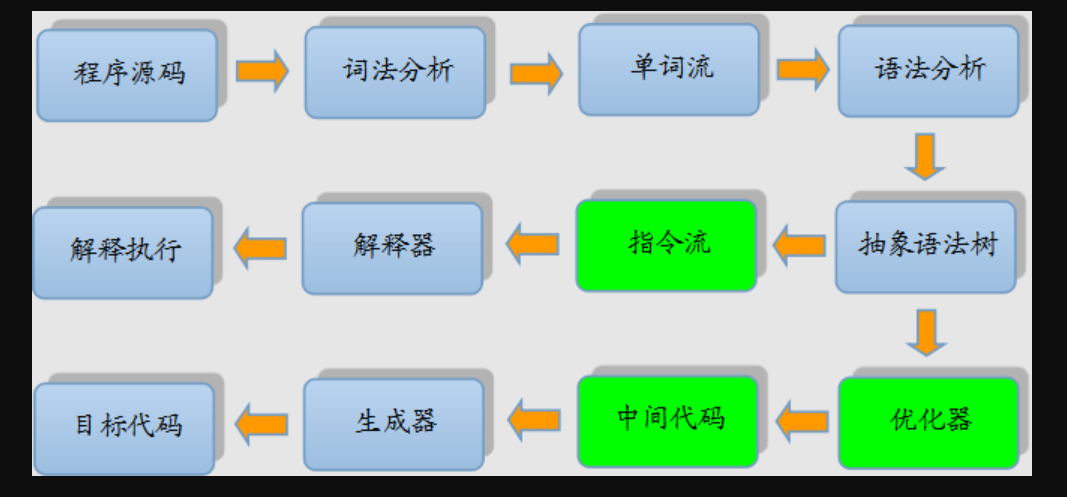 程序源码
词法分析
单词流
语法分析
解释执行
解释器
指令流
抽象语法树
目标代码
生成器
中间代码
优化器